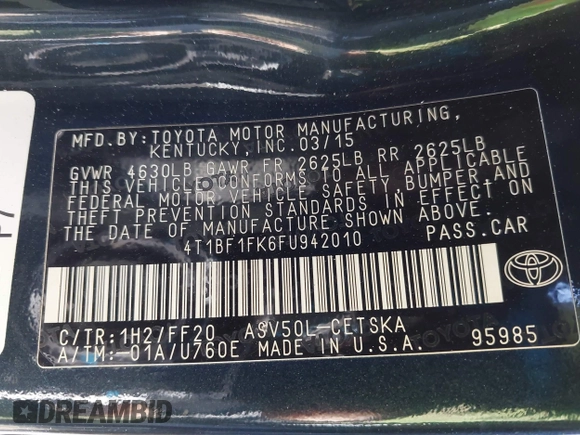 MFD.BY:TOYOTA MOTOR MANUFACTURING,
KENTUCKY,INC.03/15
GVWR 4630LB GAWR FR 2625LB RR 2625LB
THIS VEHICLE CONFORMS TO ALL APPLICABLE
FEDERAL MOTOR VEHICLE SAFETY,BUMPER,AND
THEFT PREVENTION STANDARDS IN EFFECT ON
THE DATE OF MANUFACTURE SHOWN ABOVE.
4T1BF1FK6FU942010 PASS.CAR
C/TR:1H2/FF20 ASV50L-CETSKA
A/TM:-01A/U760E MADE IN U.S.A. 95985
DREAMBID